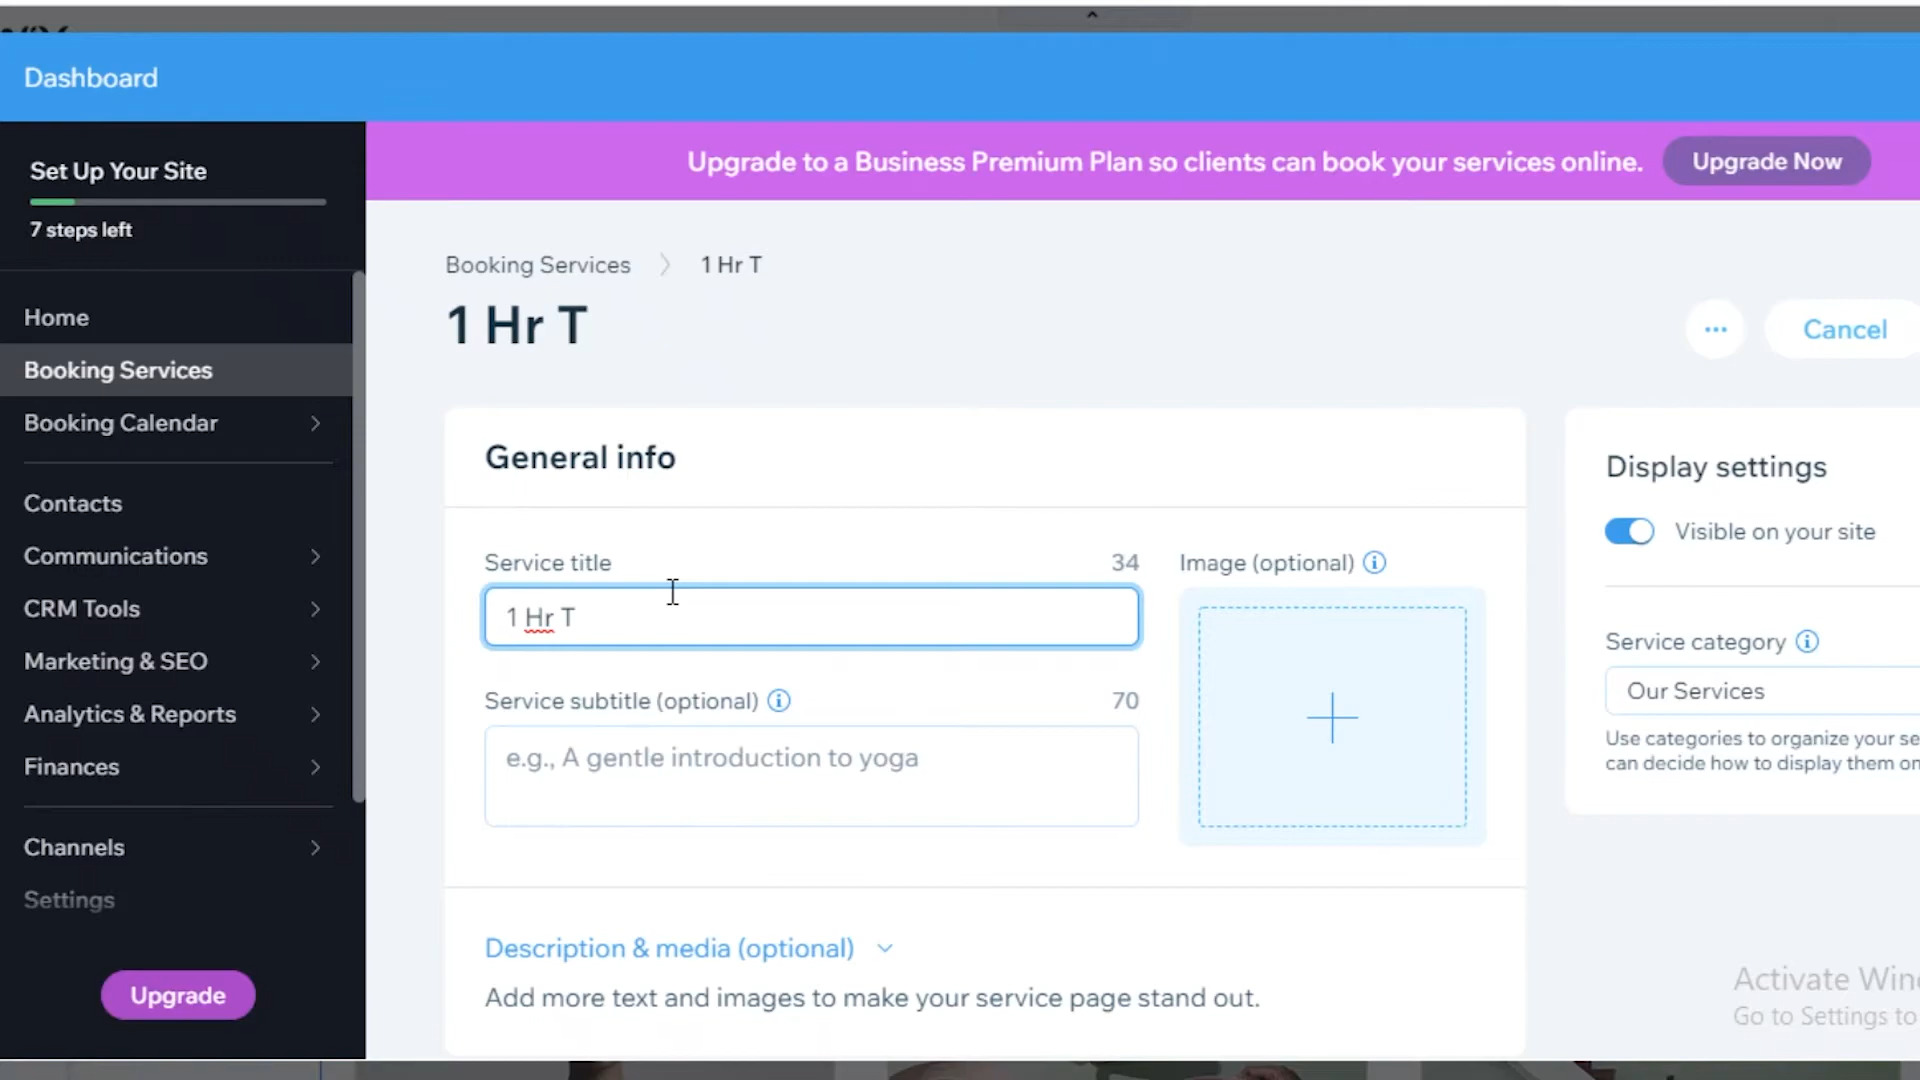 Dashboard
Set Up Your Site
7 steps left
Home
Booking Services
Booking Calendar
Contacts
Communications
CRM Tools
Marketing & SEO
Analytics & Reports
Finances
Channels
Settings
Upgrade
Upgrade to a Business Premium Plan so clients can book your services online.
Upgrade Now
Booking Services
1 Hr T
1 Hr T
Cancel
General info
Service title
34
1 Hr T
Service subtitle (optional)
70
e.g., A gentle introduction to yoga
Image (optional)
Description & media (optional)
Add more text and images to make your service page stand out.
Display settings
Visible on your site
Service category
Our Services
Use categories to organize your se
can decide how to display them on
Activate Win
Go to Settings to